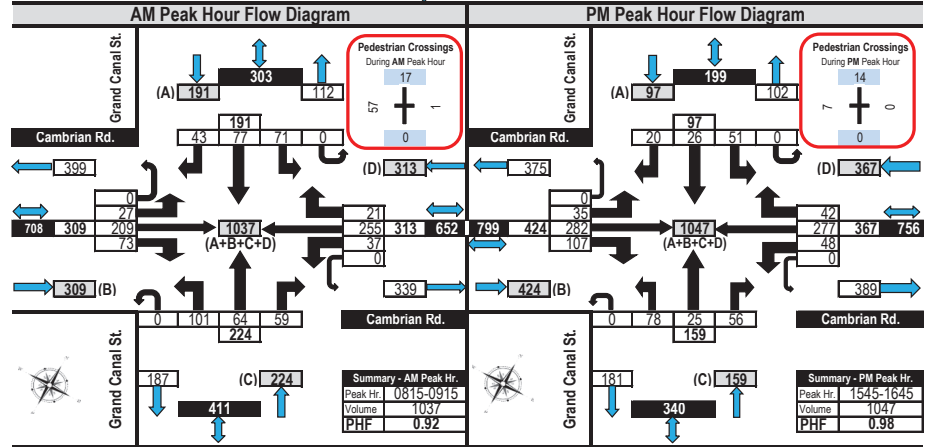 AM Peak Hour Flow Diagram
Grand Canal St.
303
(A) 191
112
Pedestrian Crossings
During AM Peak Hour
17
57
1
0
191
43 77 71 0
Cambrian Rd.
399
(D) 313
0
27
708 309 209
73
1037
(A+B+C+D)
21
255 313 652
37
0
309 (B)
339
0 101 64 59
224
Cambrian Rd.
Grand Canal St.
187
(C) 224
411
Summary - AM Peak Hr.
Peak Hr. 0815-0915
Volume 1037
PHF 0.92
PM Peak Hour Flow Diagram
Grand Canal St.
199
(A) 97
102
Pedestrian Crossings
During PM Peak Hour
14
7
0
0
97
20 26 51 0
Cambrian Rd.
375
(D) 367
0
35
799 424 282
107
1047
(A+B+C+D)
42
277 367 756
48
0
424 (B)
389
0 78 25 56
159
Cambrian Rd.
Grand Canal St.
181
(C) 159
340
Summary - PM Peak Hr.
Peak Hr. 1545-1645
Volume 1047
PHF 0.98